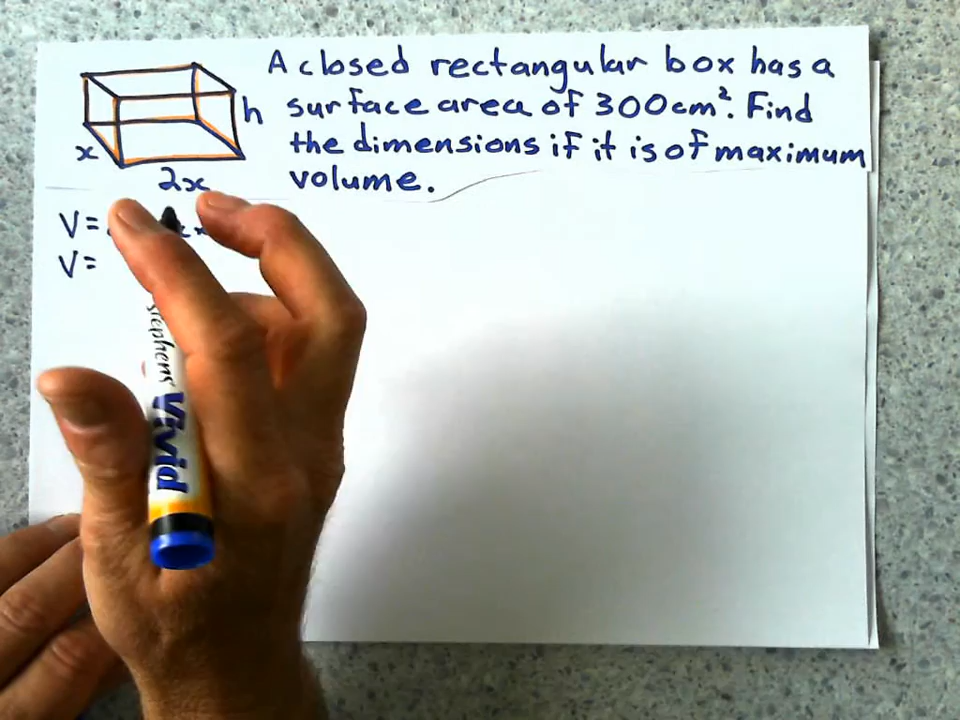 A closed rectangular box has a
surface area of 300cm². Find
the dimensions if it is of maximum
volume.
h
x
2x
V=
V=
stephens Vivid